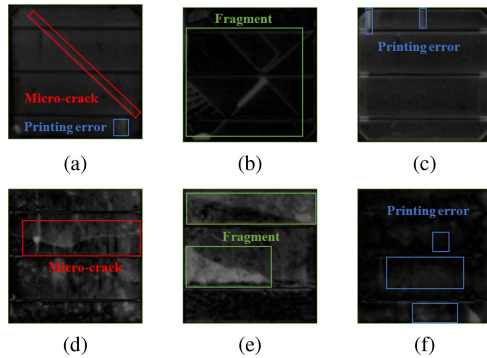 Fragment
Micro-crack
Printing error
Printing error
(a)
(b)
(c)
Printing error
Fragment
Micro-crack
(d)
(e)
(f)